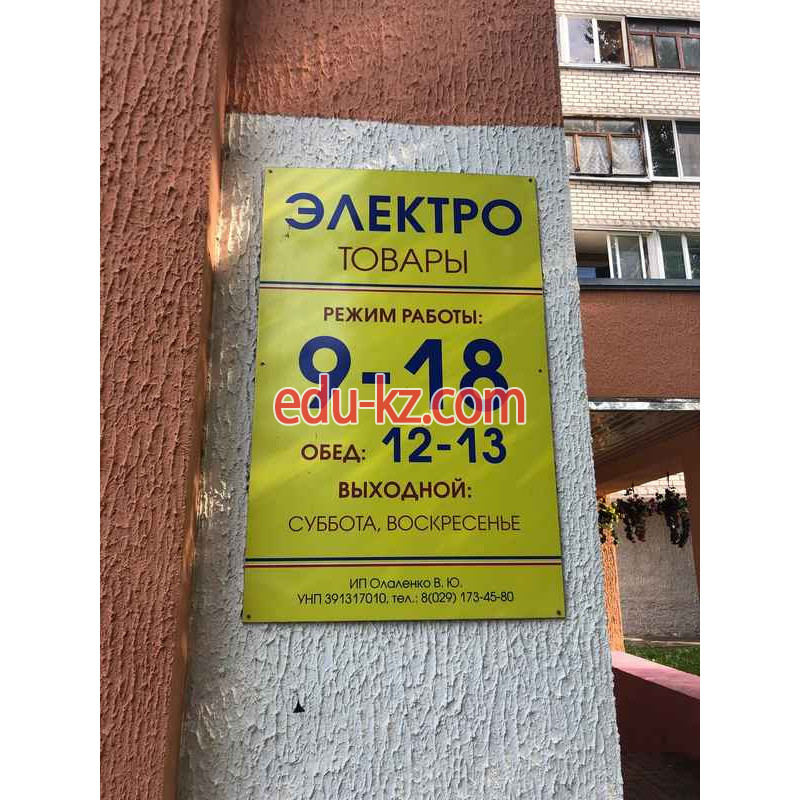 ЭЛЕКТРО
ТОВАРЫ
РЕЖИМ РАБОТЫ:
9-18
edu-kz.com
ОБЕД: 12-13
ВЫХОДНОЙ:
СУББОТА, ВОСКРЕСЕНЬЕ
ИП Олаленко В. Ю.
УНП 391317010, тел.: 8(029) 173-45-80